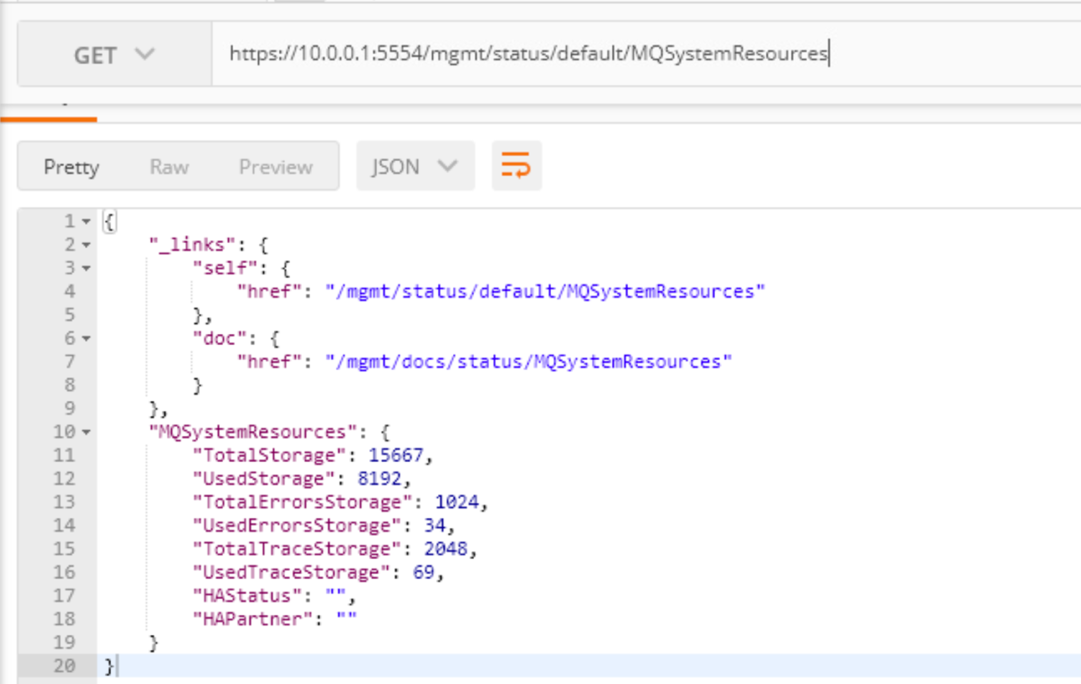 GET https://10.0.0.1:5554/mgmt/status/default/MQSystemResources
Pretty Raw Preview JSON
1 {
2 "_links": {
3 "self": {
4 "href": "/mgmt/status/default/MQSystemResources"
5 },
6 "doc": {
7 "href": "/mgmt/docs/status/MQSystemResources"
8 }
9 },
10 "MQSystemResources": {
11 "TotalStorage": 15667,
12 "UsedStorage": 8192,
13 "TotalErrorsStorage": 1024,
14 "UsedErrorsStorage": 34,
15 "TotalTraceStorage": 2048,
16 "UsedTraceStorage": 69,
17 "HAStatus": "",
18 "HAPartner": ""
19 }
20 }